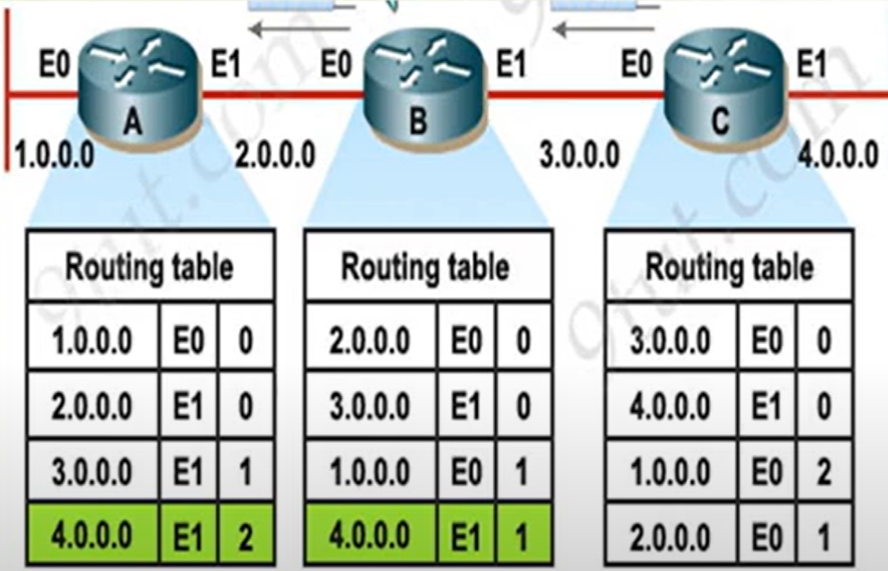 E0 E1 E0 E1 E0 E1
A B C
1.0.0.0 2.0.0.0 3.0.0.0 4.0.0.0
Routing table
1.0.0.0 E0 0
2.0.0.0 E1 0
3.0.0.0 E1 1
4.0.0.0 E1 2
Routing table
2.0.0.0 E0 0
3.0.0.0 E1 0
1.0.0.0 E0 1
4.0.0.0 E1 1
Routing table
3.0.0.0 E0 0
4.0.0.0 E1 0
1.0.0.0 E0 2
2.0.0.0 E0 1
9tut.com
9tut.com